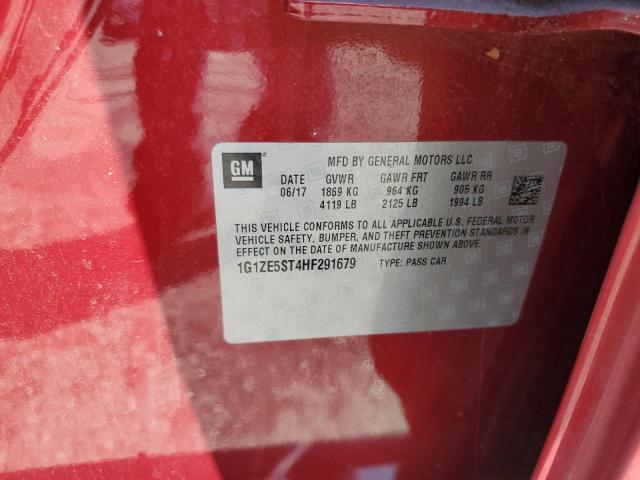 GM
MFD BY GENERAL MOTORS LLC
DATE GVWR GAWR FRT GAWR RR
06/17 1869 KG 964 KG 905 KG
4119 LB 2125 LB 1994 LB
THIS VEHICLE CONFORMS TO ALL APPLICABLE U.S. FEDERAL MOTOR
VEHICLE SAFETY, BUMPER, AND THEFT PREVENTION STANDARDS IN
EFFECT ON THE DATE OF MANUFACTURE SHOWN ABOVE.
1G1ZE5ST4HF291679 TYPE: PASS CAR